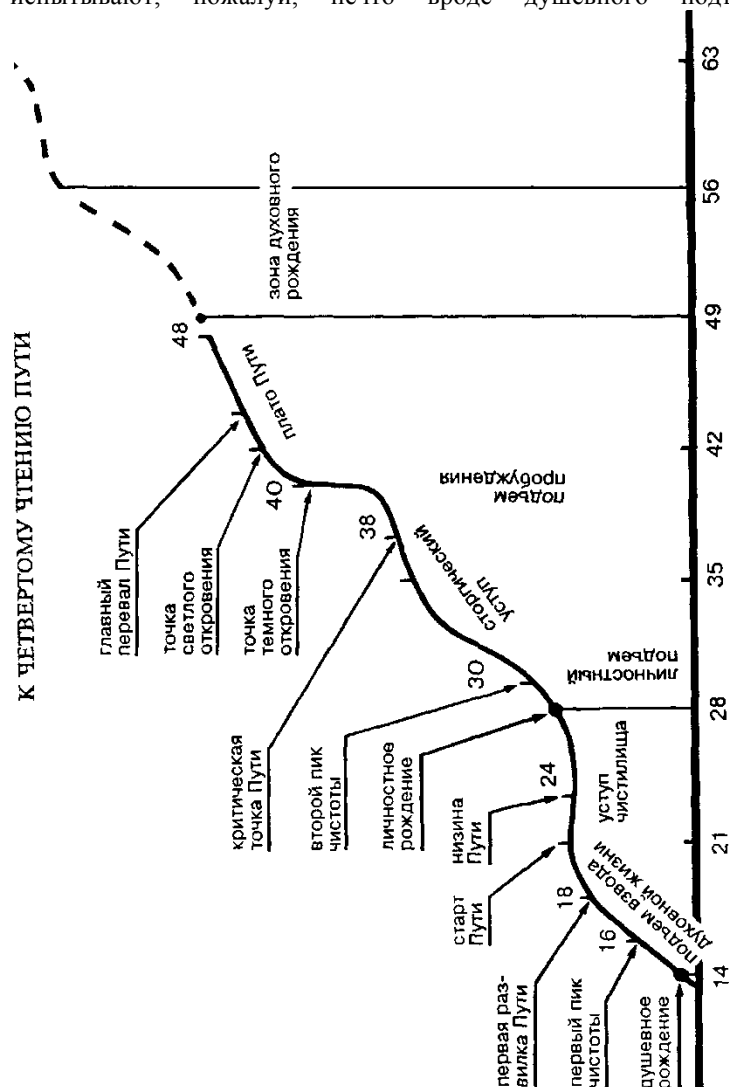 испытывают, пожалуй, нечто вроде душевного
К ЧЕТВЕРТОМУ ЧТЕНИЮ ПУТИ
главный
перевал Пути
точка
светлого
откровения
точка
темного
откровения
критическая
точка Пути
второй пик
чистоты
личностное
рождение
низина
Пути
старт
Пути
первая раз-
вилка Пути
первый пик
чистоты
душевное
рождение
16
18
24
30
38
40
48
подъем взвода
духовной жизни
уступ
чистилища
личностный
подъем
сторгический
уступ
подъем
пробуждения
плато Пути
зона духовного
рождения
14
21
28
35
42
49
56
63